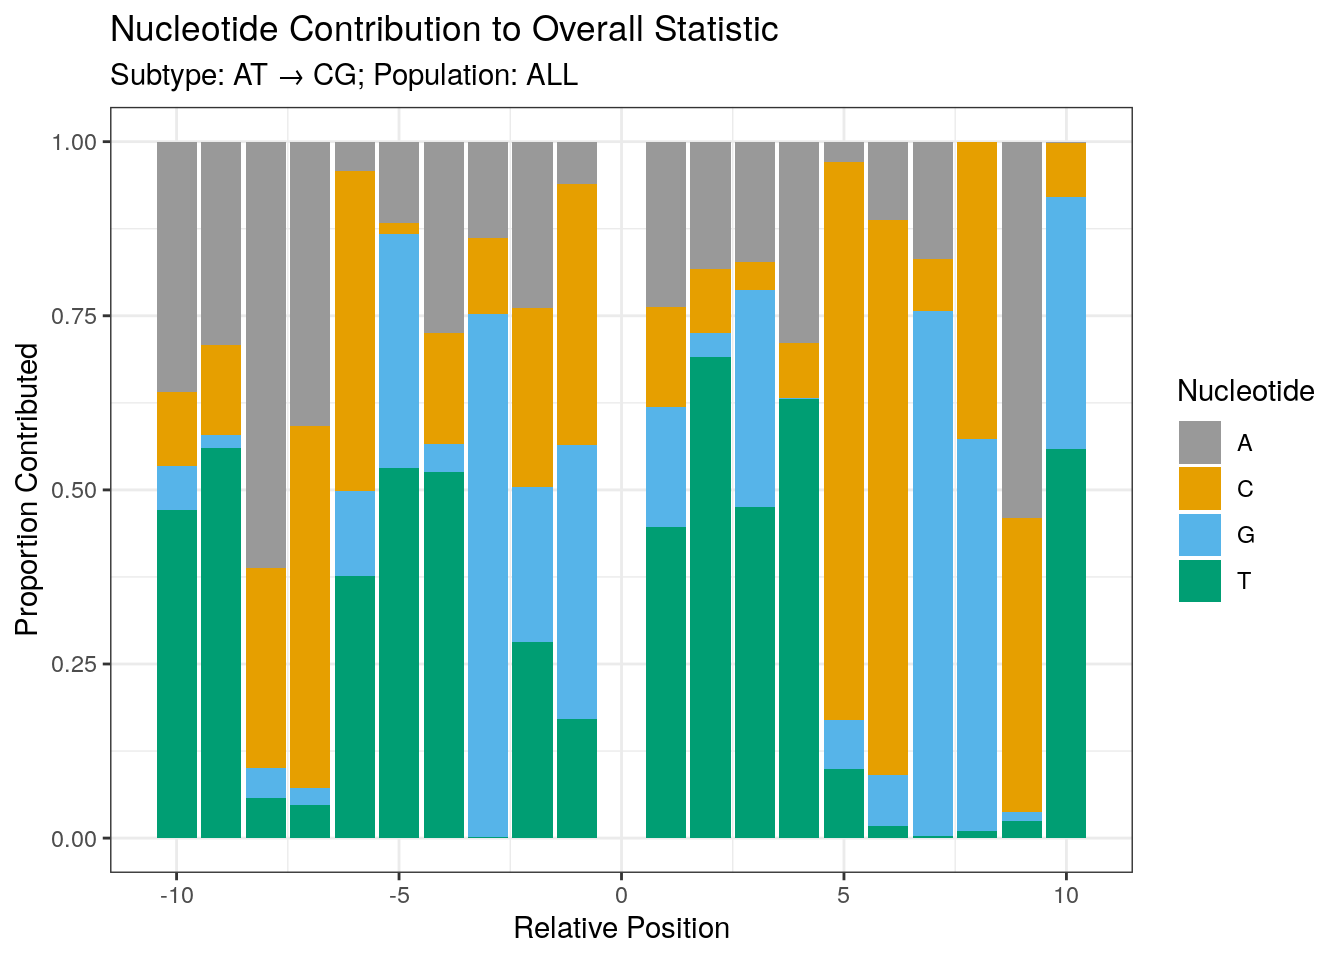 Nucleotide Contribution to Overall Statistic
Subtype: AT → CG; Population: ALL
1.00
0.75
0.50
0.25
0.00
Proportion Contributed
-10
-5
0
5
10
Relative Position
Nucleotide
A
C
G
T